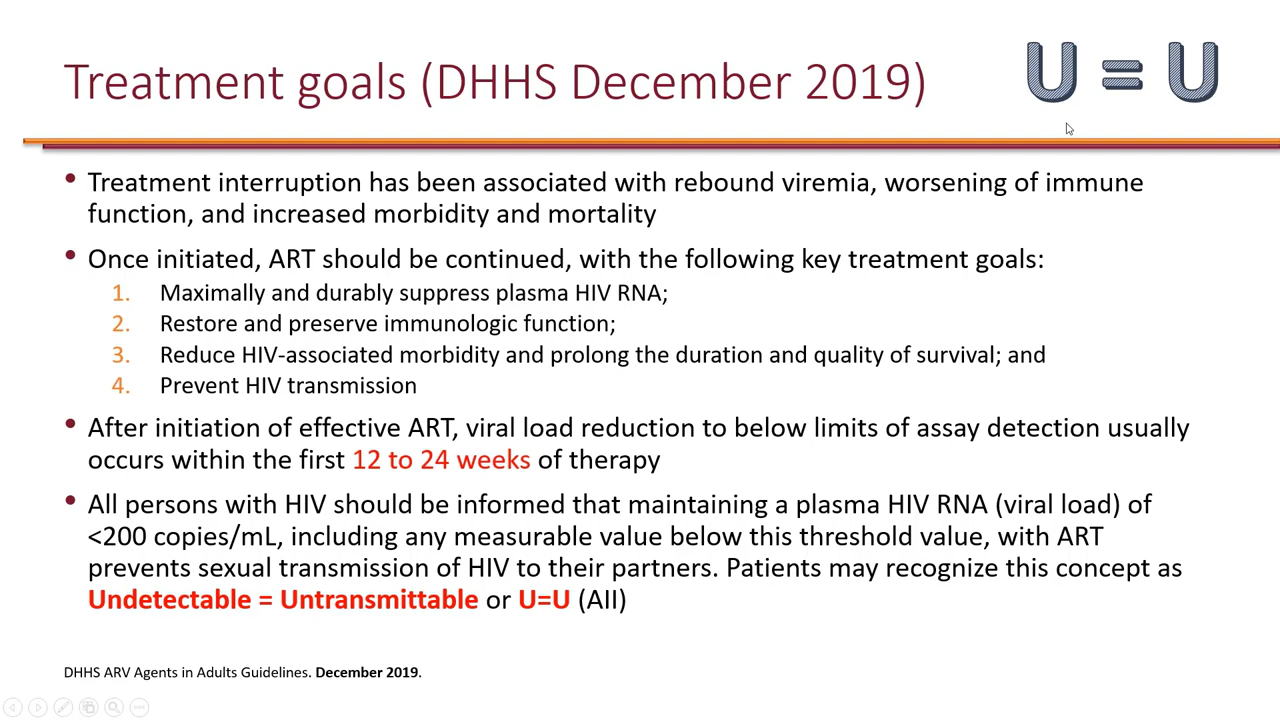 Treatment goals (DHHS December 2019)
U = U
• Treatment interruption has been associated with rebound viremia, worsening of immune
function, and increased morbidity and mortality
• Once initiated, ART should be continued, with the following key treatment goals:
1. Maximally and durably suppress plasma HIV RNA;
2. Restore and preserve immunologic function;
3. Reduce HIV-associated morbidity and prolong the duration and quality of survival; and
4. Prevent HIV transmission
• After initiation of effective ART, viral load reduction to below limits of assay detection usually
occurs within the first 12 to 24 weeks of therapy
• All persons with HIV should be informed that maintaining a plasma HIV RNA (viral load) of
<200 copies/mL, including any measurable value below this threshold value, with ART
prevents sexual transmission of HIV to their partners. Patients may recognize this concept as
Undetectable = Untransmittable or U=U (AII)
DHHS ARV Agents in Adults Guidelines. December 2019.